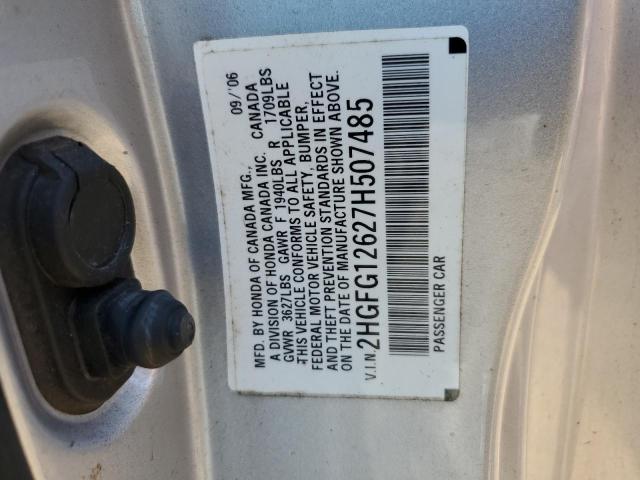 MFD. BY HONDA OF CANADA MFG., 09/'06
A DIVISION OF HONDA CANADA INC. CANADA
GVWR 3627LBS GAWR F 1940LBS R 1709LBS
THIS VEHICLE CONFORMS TO ALL APPLICABLE
FEDERAL MOTOR VEHICLE SAFETY, BUMPER,
AND THEFT PREVENTION STANDARDS IN EFFECT
ON THE DATE OF MANUFACTURE SHOWN ABOVE.
V.I.N. 2HGFG12627H507485
PASSENGER CAR